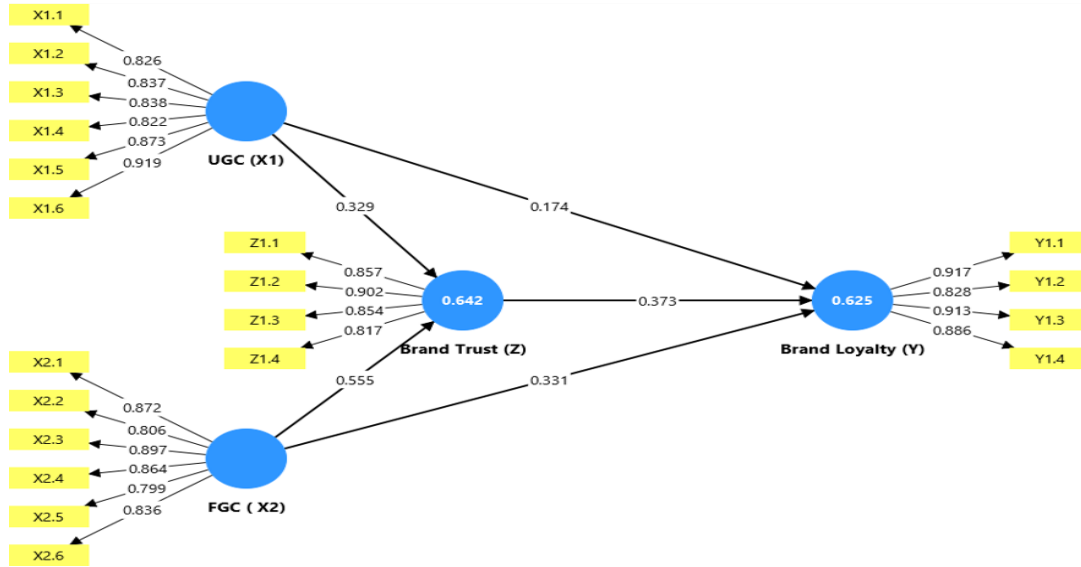 X1.1
X1.2
X1.3
X1.4
X1.5
X1.6
0.826
0.837
0.838
0.822
0.873
0.919
UGC (X1)
0.329
0.174
Z1.1
Z1.2
Z1.3
Z1.4
0.857
0.902
0.854
0.817
0.642
Brand Trust (Z)
0.373
0.625
Brand Loyalty (Y)
0.917
0.828
0.913
0.886
Y1.1
Y1.2
Y1.3
Y1.4
0.555
0.331
X2.1
X2.2
X2.3
X2.4
X2.5
X2.6
0.872
0.806
0.897
0.864
0.799
0.836
FGC ( X2)